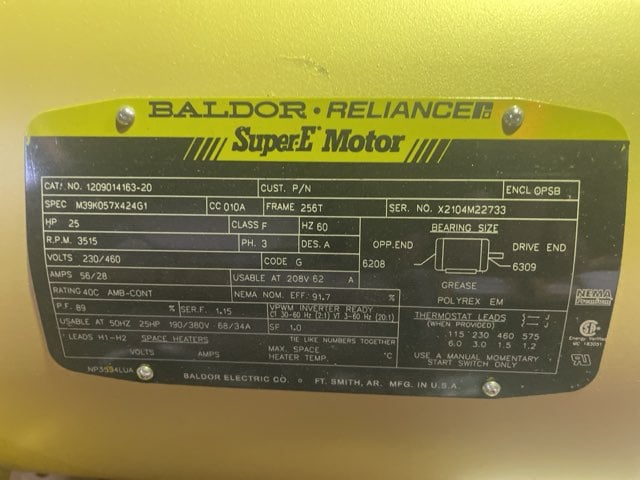 BALDOR · RELIANCE
Super-E Motor
CAT. NO. 1209014163-20 CUST. P/N ENCL OPSB
SPEC M39K057X424G1 CC 010A FRAME 256T SER. NO. X2104M22733
HP 25 CLASS F HZ 60 BEARING SIZE
R.P.M. 3515 PH. 3 DES. A OPP.END DRIVE END
VOLTS 230/460 CODE G 6208 6309
AMPS 56/28 USABLE AT 208V 62 A GREASE
RATING 40C AMB-CONT NEMA NOM. EFF. 91.7 % POLYREX EM
NEMA Premium
P.F. 89 % SER.F. 1.15 VPWM INVERTER READY
CT 30-60 HZ (2:1) VT 3-60 HZ (20:1)
THERMOSTAT LEADS
(WHEN PROVIDED)
USABLE AT 50HZ 25HP 190/380V 68/34A SF 1.0
115 230 460 575
6.0 3.0 1.5 1.2
Energy Verified
MC 183051
LEADS H1-H2 SPACE HEATERS TIE LIKE NUMBERS TOGETHER
VOLTS AMPS MAX. SPACE HEATER TEMP. °C
USE A MANUAL MOMENTARY
START SWITCH ONLY
BALDOR ELECTRIC CO. FT. SMITH, AR. MFG. IN U.S.A.